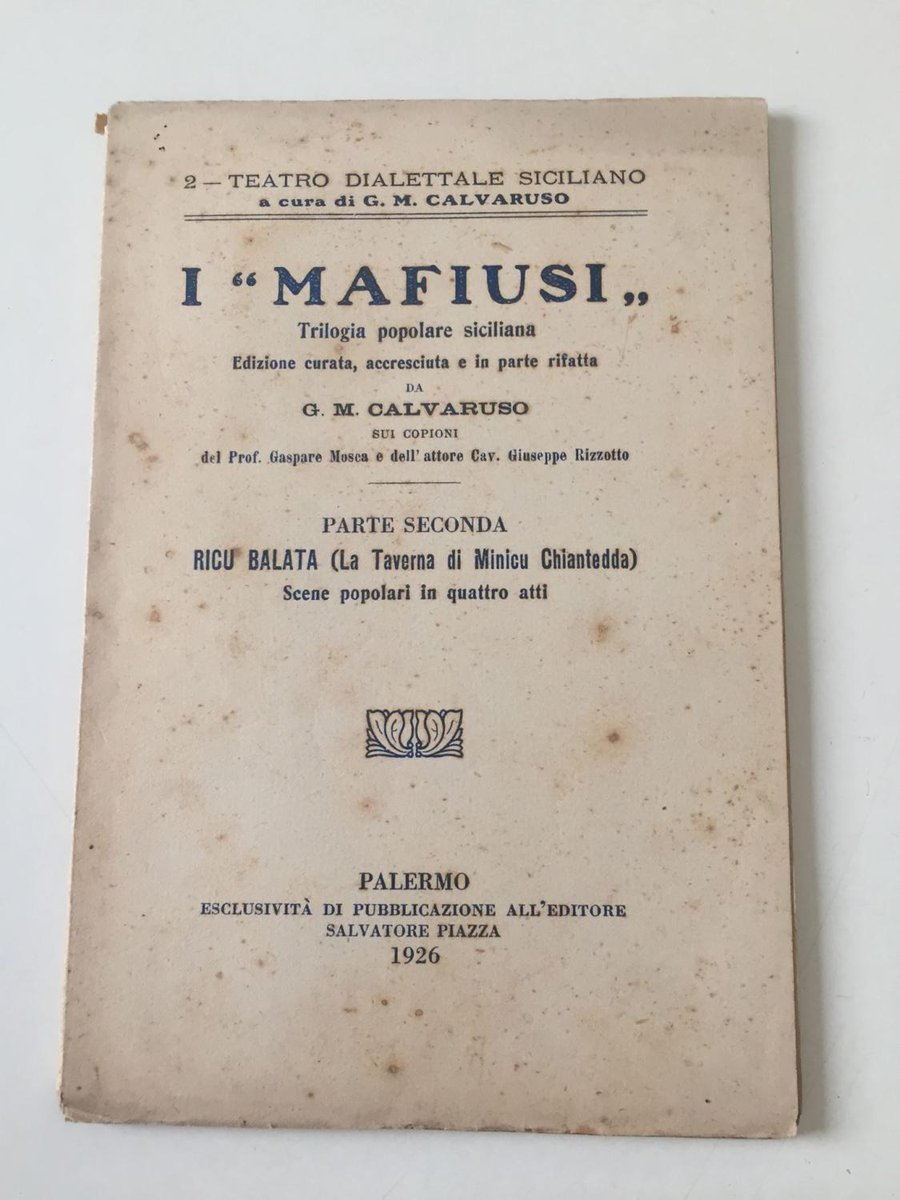 2 — TEATRO DIALETTALE SICILIANO
a cura di G. M. CALVARUSO
I “MAFIUSI„
Trilogia popolare siciliana
Edizione curata, accresciuta e in parte rifatta
DA
G. M. CALVARUSO
SUI COPIONI
del Prof. Gaspare Mosca e dell'attore Cav. Giuseppe Rizzotto
PARTE SECONDA
RICU BALATA (La Taverna di Minicu Chiantedda)
Scene popolari in quattro atti
PALERMO
ESCLUSIVITÀ DI PUBBLICAZIONE ALL'EDITORE
SALVATORE PIAZZA
1926